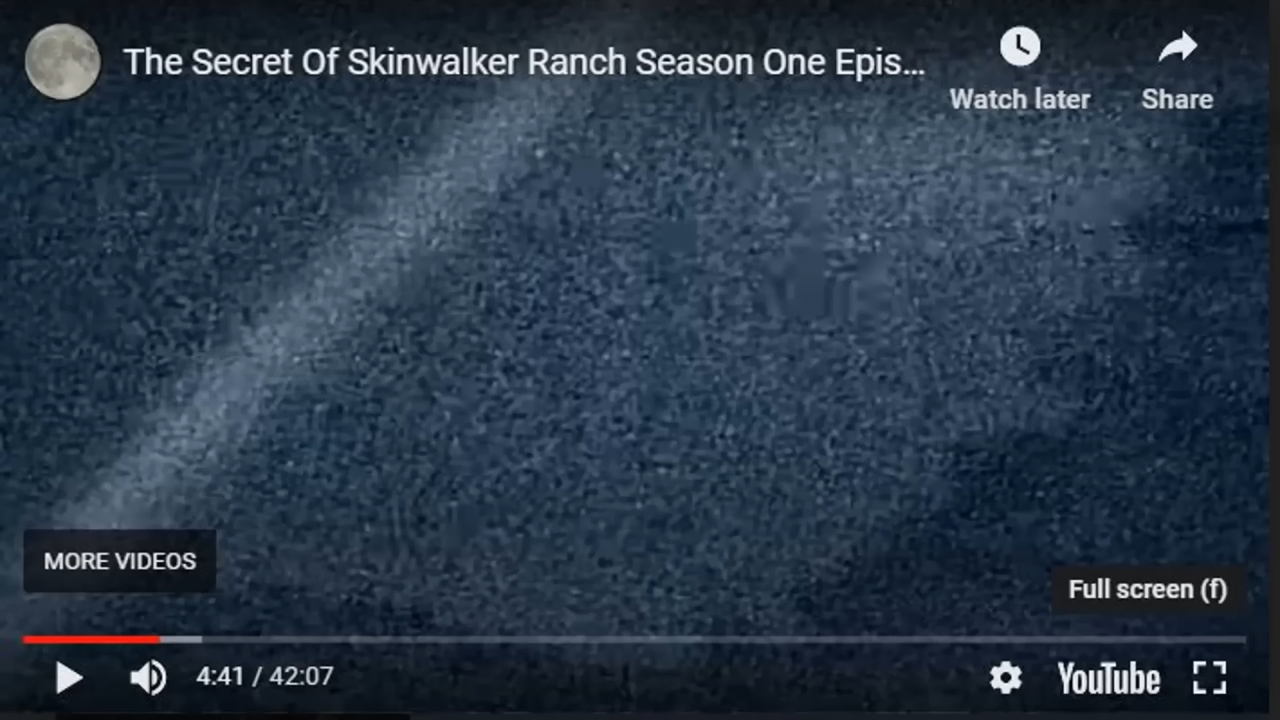 The Secret Of Skinwalker Ranch Season One Epis...
Watch later
Share
MORE VIDEOS
Full screen (f)
4:41 / 42:07
YouTube